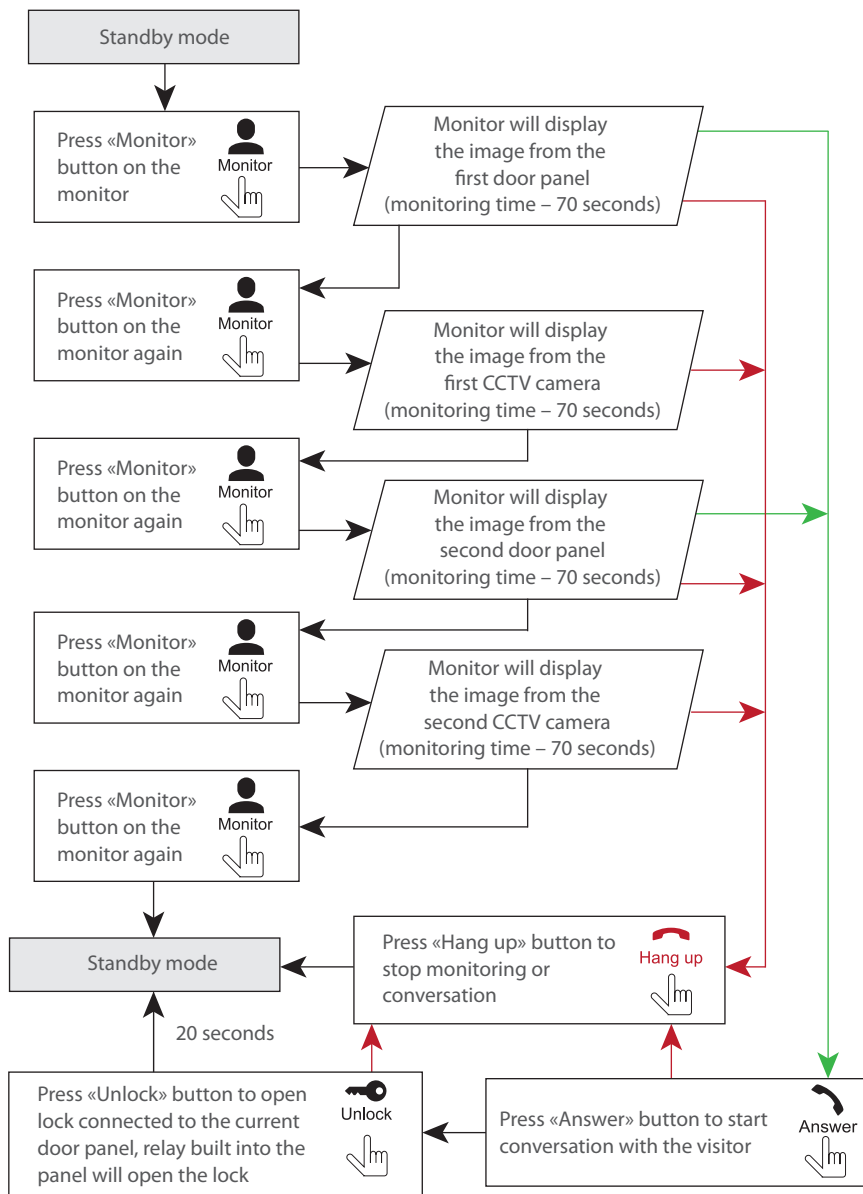 Standby mode
Press «Monitor»
button on the
monitor
Monitor
Monitor will display
the image from the
first door panel
(monitoring time – 70 seconds)
Press «Monitor»
button on the
monitor again
Monitor
Monitor will display
the image from the
first CCTV camera
(monitoring time – 70 seconds)
Press «Monitor»
button on the
monitor again
Monitor
Monitor will display
the image from the
second door panel
(monitoring time – 70 seconds)
Press «Monitor»
button on the
monitor again
Monitor
Monitor will display
the image from the
second CCTV camera
(monitoring time – 70 seconds)
Press «Monitor»
button on the
monitor again
Monitor
Standby mode
Press «Hang up» button to
stop monitoring or
conversation
Hang up
20 seconds
Press «Unlock» button to open
lock connected to the current
door panel, relay built into the
panel will open the lock
Unlock
Press «Answer» button to start
conversation with the visitor
Answer